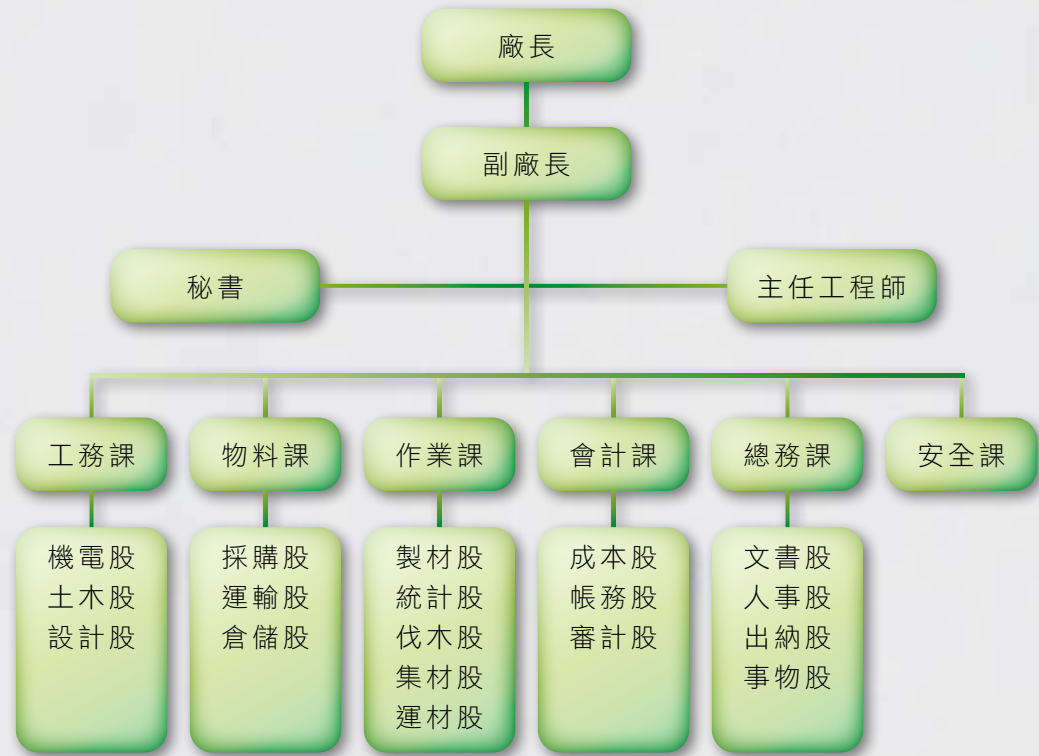 廠長
副廠長
秘書
主任工程師
工務課
物料課
作業課
會計課
總務課
安全課
機電股
土木股
設計股
採購股
運輸股
倉儲股
製材股
統計股
伐木股
集材股
運材股
成本股
帳務股
審計股
文書股
人事股
出納股
事物股